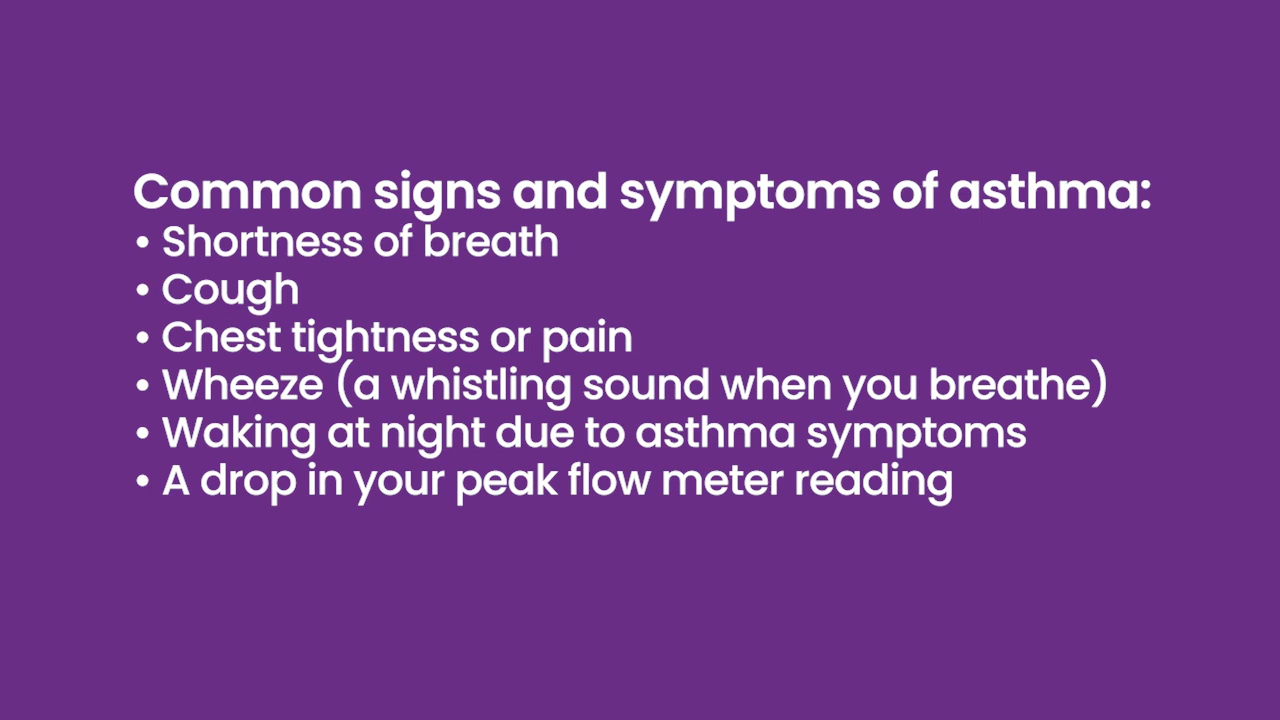 Common signs and symptoms of asthma:
• Shortness of breath
• Cough
• Chest tightness or pain
• Wheeze (a whistling sound when you breathe)
• Waking at night due to asthma symptoms
• A drop in your peak flow meter reading